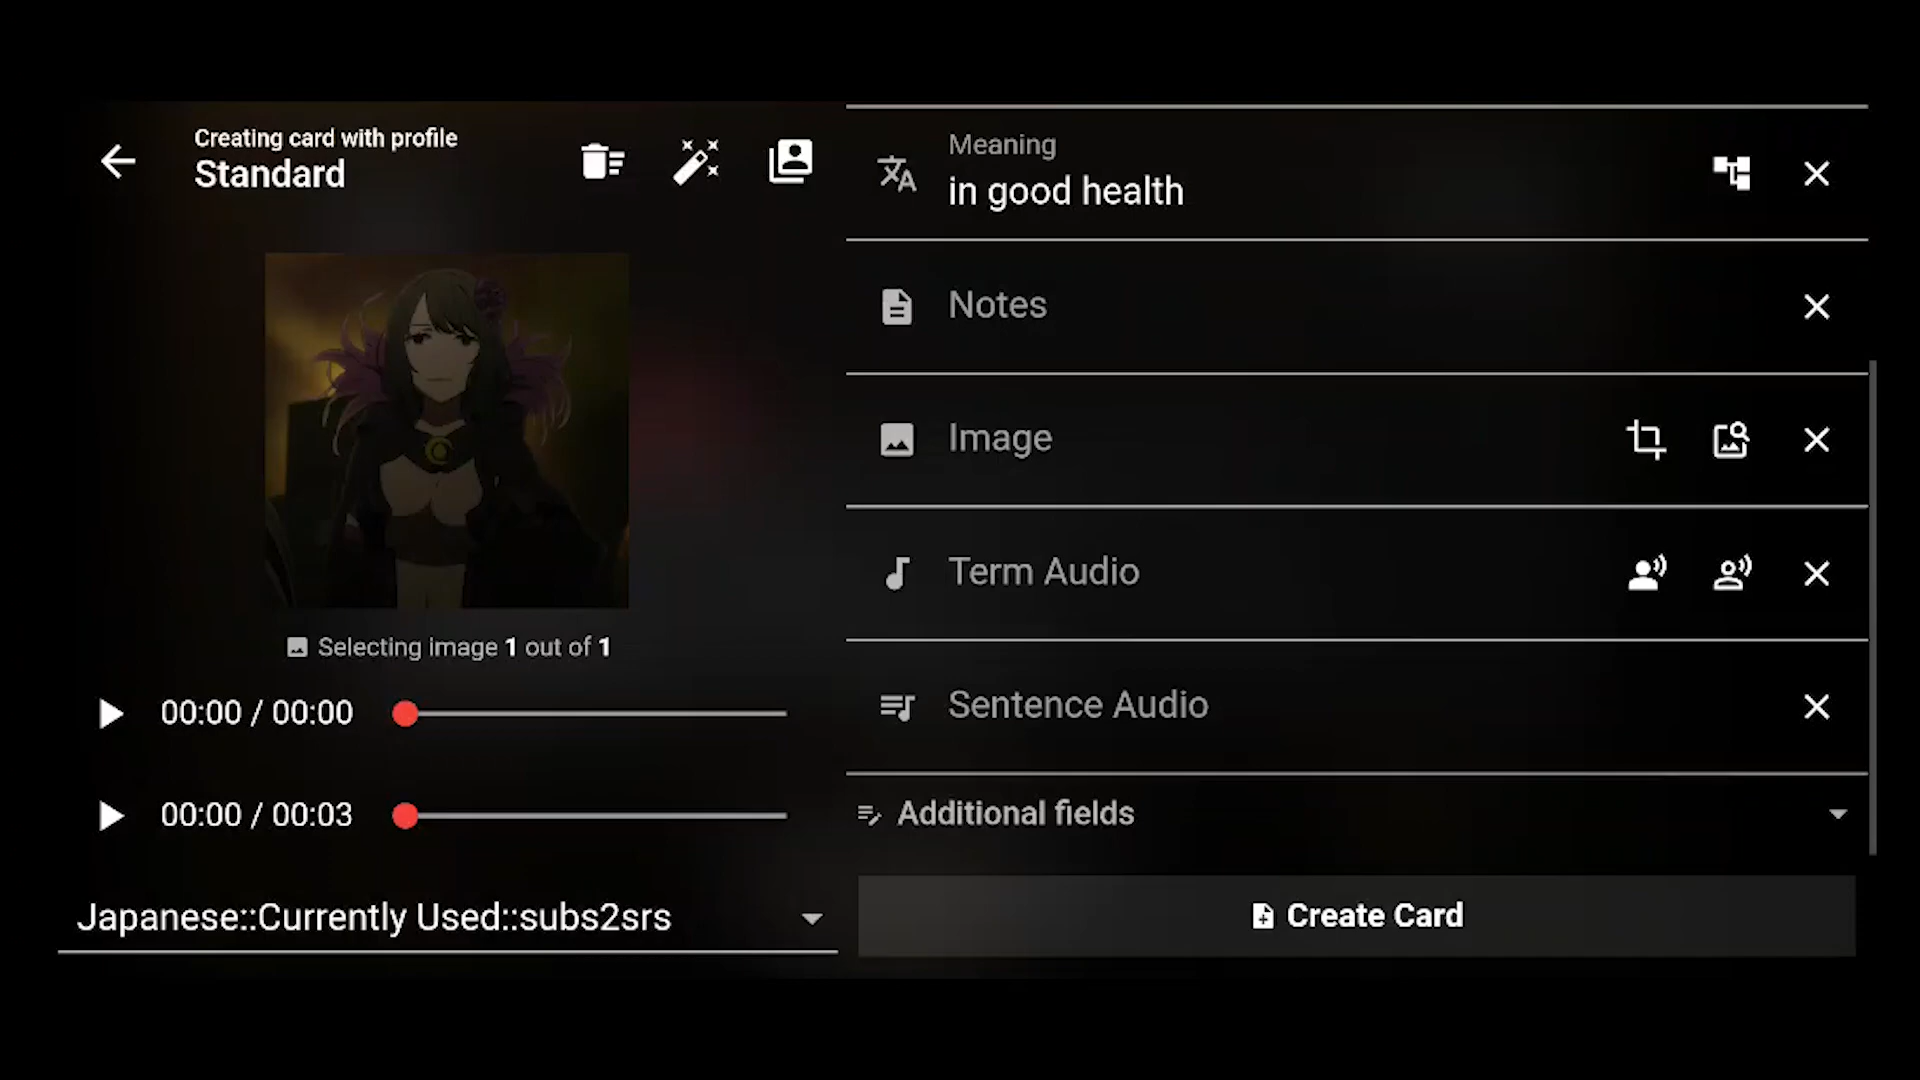 Creating card with profile
Standard
Selecting image 1 out of 1
00:00 / 00:00
00:00 / 00:03
Japanese::Currently Used::subs2srs
Meaning
in good health
Notes
Image
Term Audio
Sentence Audio
Additional fields
Create Card